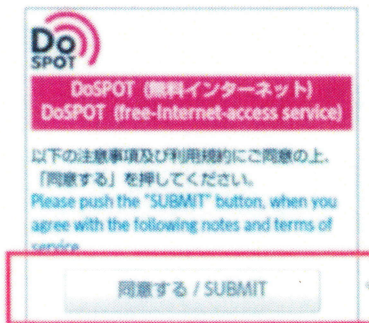 Do
SPOT
DoSPOT (無料インターネット)
DoSPOT (free-Internet-access service)
以下の注意事項及び利用規約にご同意の上、
「同意する」を押してください。
Please push the "SUBMIT" button, when you
agree with the following notes and terms of
service.
同意する / SUBMIT